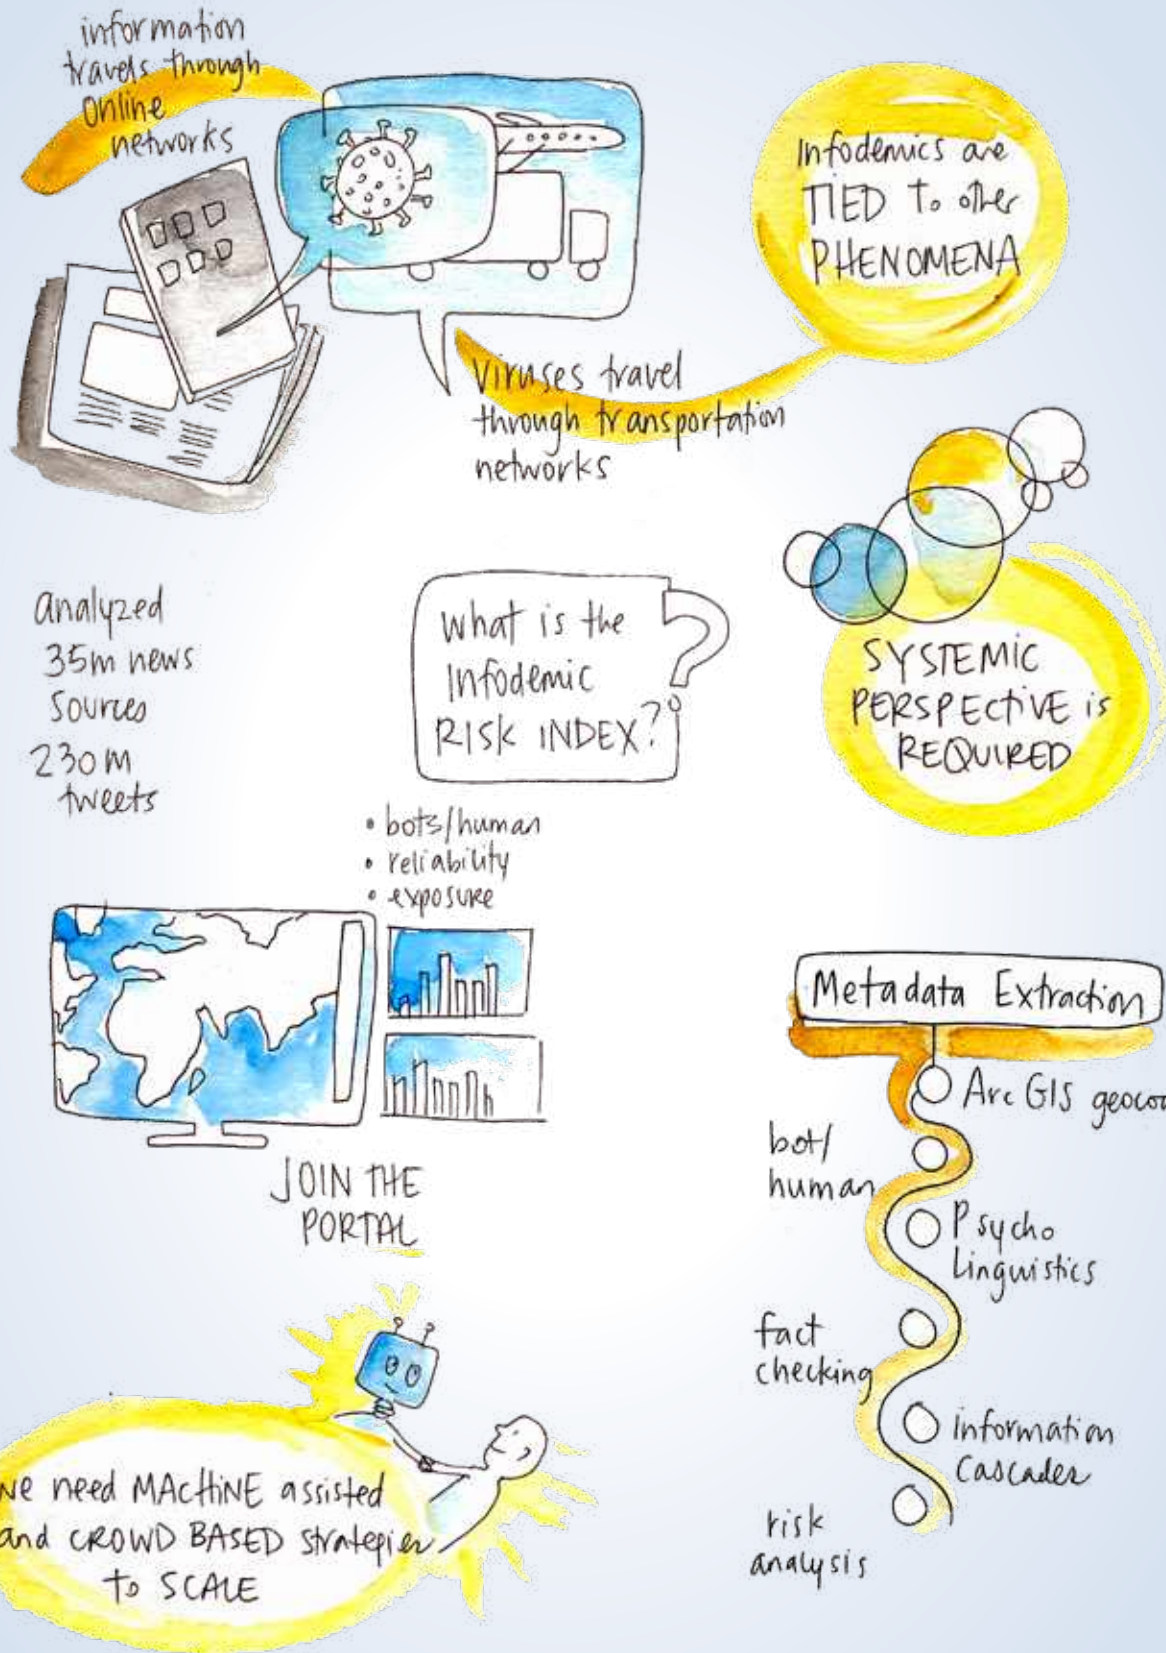 information
travels through
online
networks
Infodemics are
TIED To other
PHENOMENA
Viruses travel
through transportation
networks
analyzed
35m news
sources
230m
tweets
What is the
Infodemic
RISK INDEX?
SYSTEMIC
PERSPECTIVE is
REQUIRED
• bots/human
• reliability
• exposure
JOIN THE
PORTAL
Metadata Extraction
ArcGIS
bot/
human
Psycho
Linguistics
fact
checking
information
Cascades
risk
analysis
we need MACHINE assisted
and CROWD BASED strategies
to SCALE